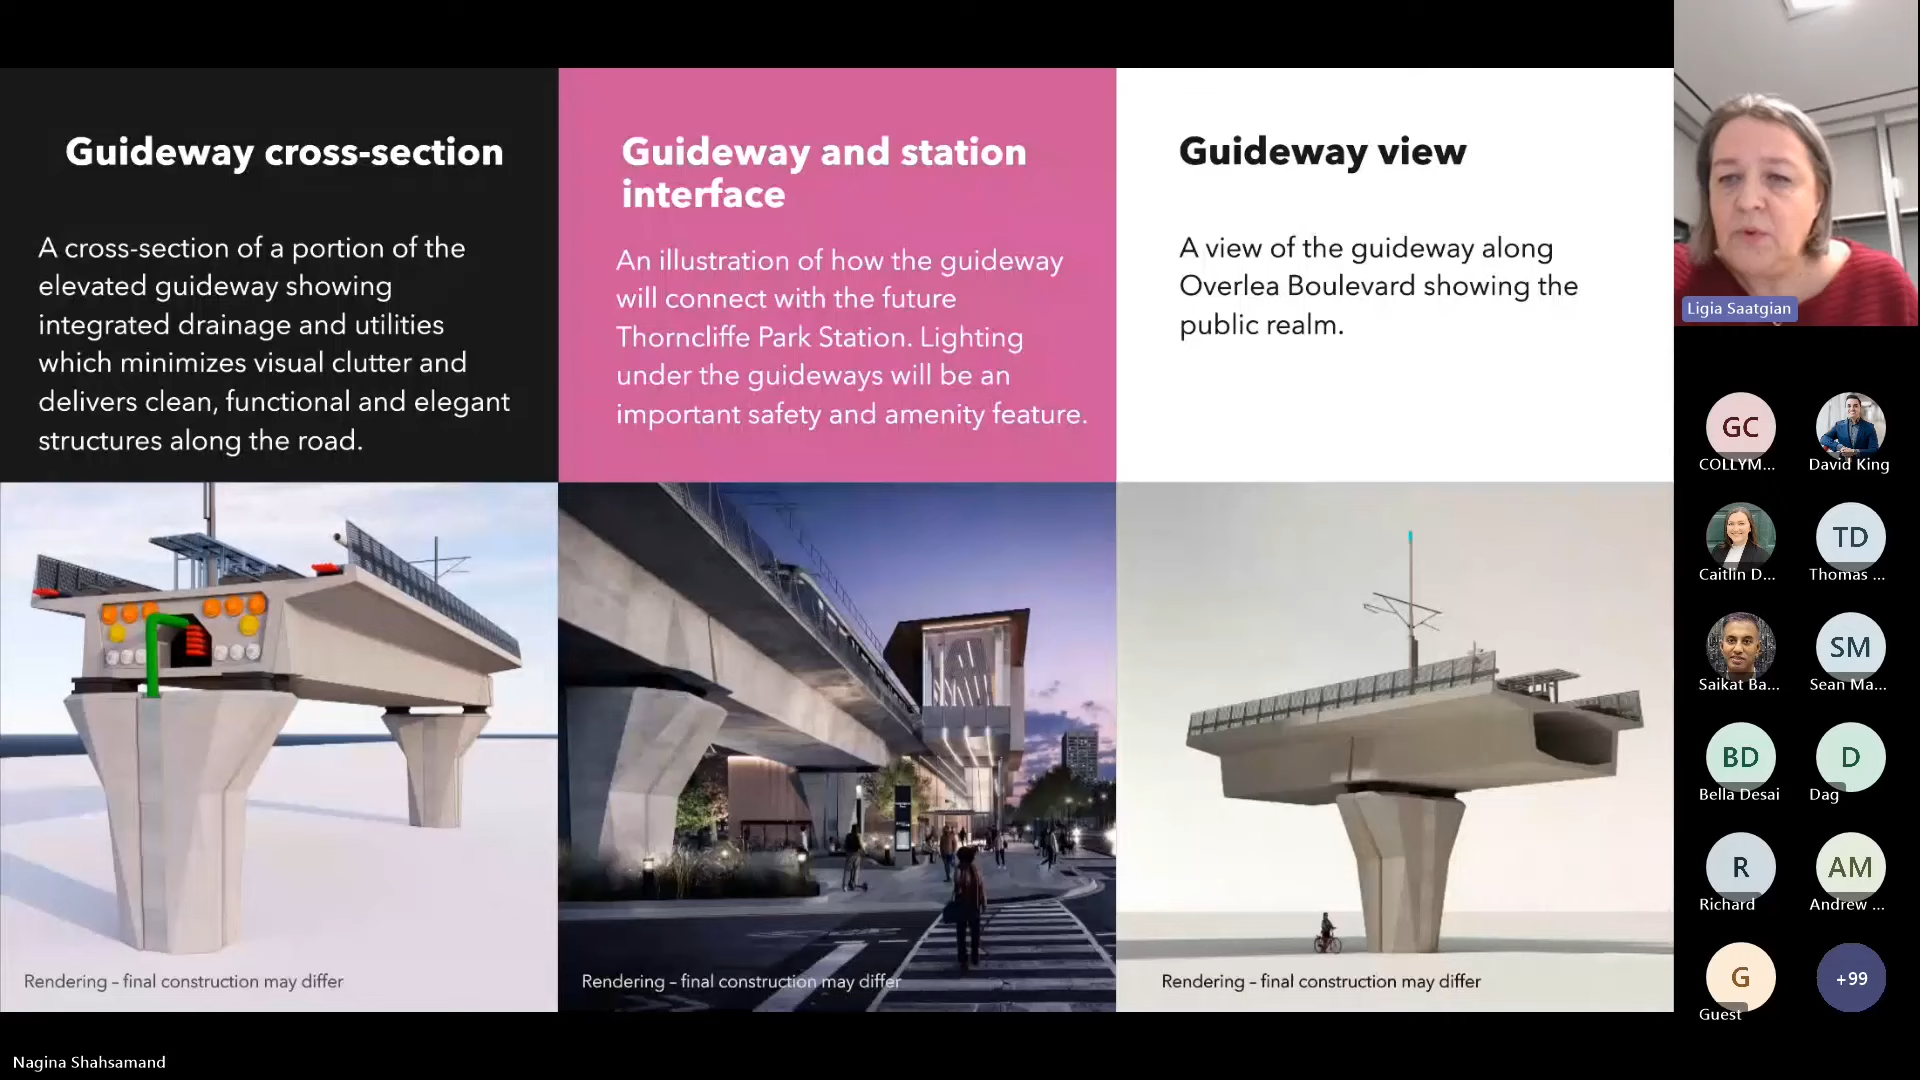 Guideway cross-section
A cross-section of a portion of the
elevated guideway showing
integrated drainage and utilities
which minimizes visual clutter and
delivers clean, functional and elegant
structures along the road.
Rendering – final construction may differ
Guideway and station
interface
An illustration of how the guideway
will connect with the future
Thorncliffe Park Station. Lighting
under the guideways will be an
important safety and amenity feature.
Rendering – final construction may differ
Guideway view
A view of the guideway along
Overlea Boulevard showing the
public realm.
Rendering – final construction may differ
Ligia Saatgian
GC
COLLYM...
David King
Caitlin D...
TD
Thomas ...
Saikat Ba...
SM
Sean Ma...
BD
Bella Desai
D
Dag
R
Richard
AM
Andrew ...
G
Guest
+99
Nagina Shahsamand